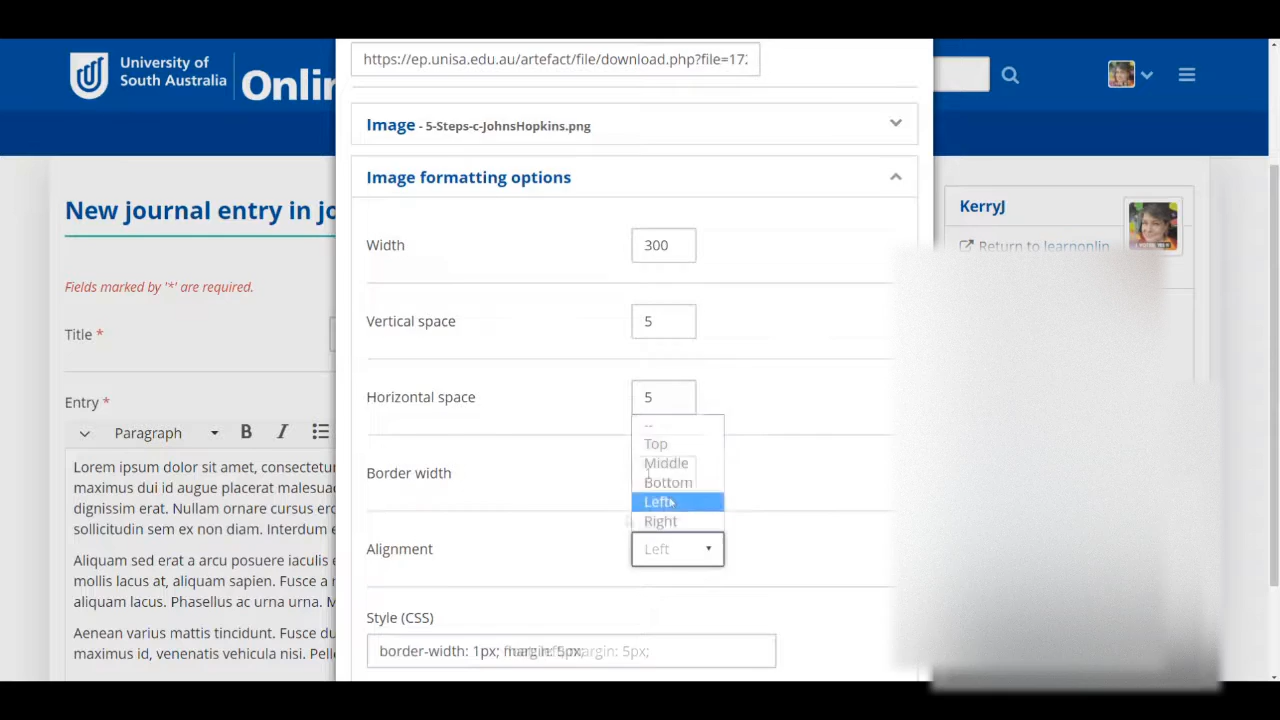 University of
South Australia
Onlin
https://ep.unisa.edu.au/artefact/file/download.php?file=17
Image - 5-Steps-c-JohnsHopkins.png
Image formatting options
New journal entry in jo
Fields marked by '*' are required.
Title *
Entry *
Paragraph
B I
Lorem ipsum dolor sit amet, consectetur
maximus dui id augue placerat malesuad
dignissim erat. Nullam ornare cursus ero
sollicitudin sem ex non diam. Interdum e
Aliquam sed erat a arcu posuere iaculis e
mollis lacus at, aliquam sapien. Fusce a r
aliquam lacus. Phasellus ac urna urna. M
Aenean varius mattis tincidunt. Fusce du
maximus id, venenatis vehicula nisi. Pelle
Width
300
Vertical space
5
Horizontal space
5
Border width
--
Top
Middle
Bottom
Left
Right
Alignment
Left
Style (CSS)
border-width: 1px;
KerryJ
Return to learnonlin